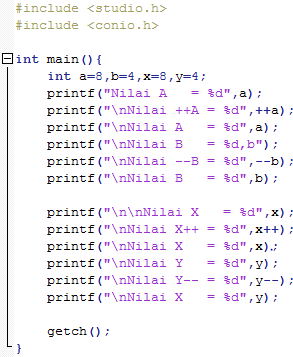 #include <studio.h>
#include <conio.h>
int main(){
int a=8,b=4,x=8,y=4;
printf("Nilai A   = %d",a);
printf("\nNilai ++A = %d",++a);
printf("\nNilai A   = %d",a);
printf("\nNilai B   = %d,b");
printf("\nNilai --B = %d",--b);
printf("\nNilai B   = %d",b);
printf("\n\nNilai X   = %d",x);
printf("\nNilai X++ = %d",x++);
printf("\nNilai X   = %d",x);
printf("\nNilai Y   = %d",y);
printf("\nNilai Y-- = %d",y--);
printf("\nNilai X   = %d",y);
getch();
}